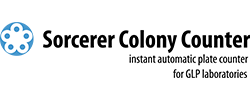 Sorcerer Colony Counter
instant automatic plate counter
for GLP laboratories